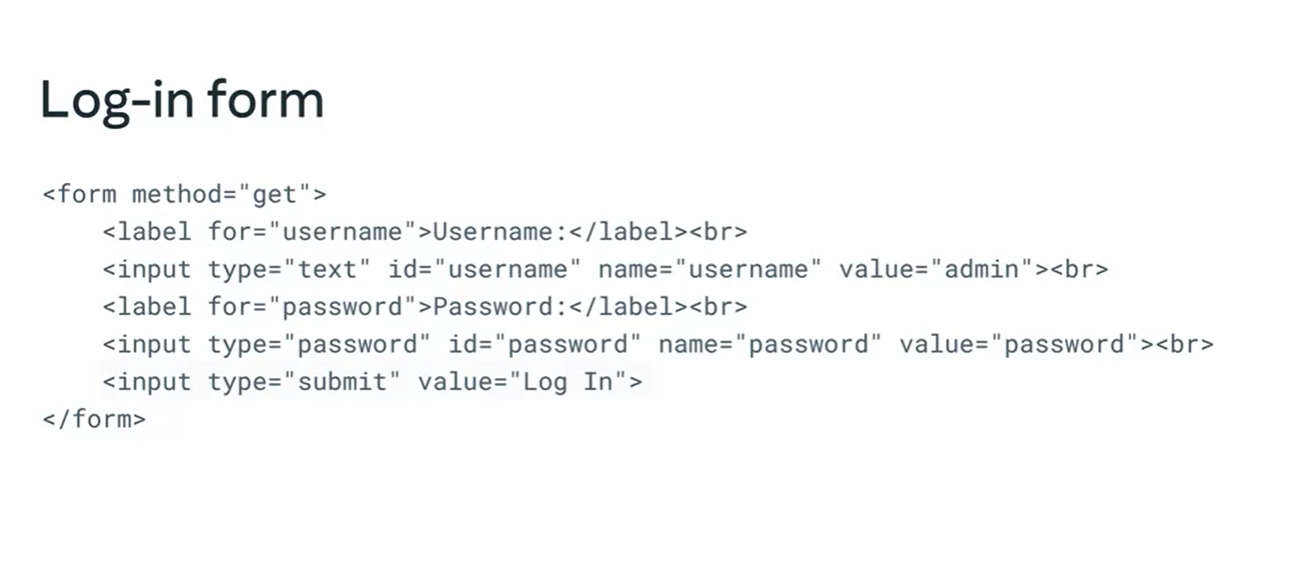 Log-in form
<form method="get">
<label for="username">Username:</label><br>
<input type="text" id="username" name="username" value="admin"><br>
<label for="password">Password:</label><br>
<input type="password" id="password" name="password" value="password"><br>
<input type="submit" value="Log In">
</form>